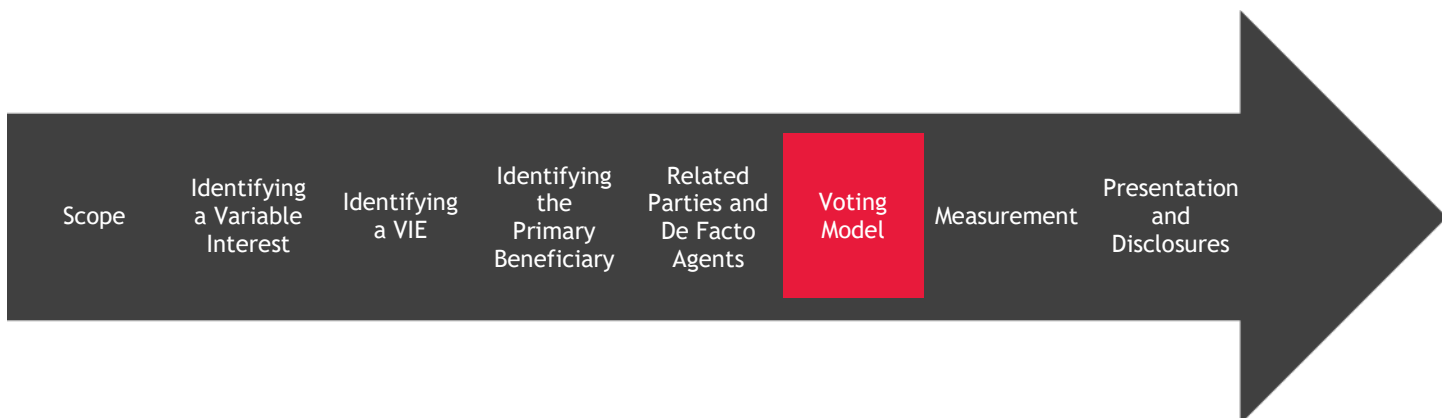 Scope
Identifying
a Variable
Interest
Identifying
a VIE
Identifying
the
Primary
Beneficiary
Related
Parties and
De Facto
Agents
Voting
Model
Measurement
Presentation
and
Disclosures